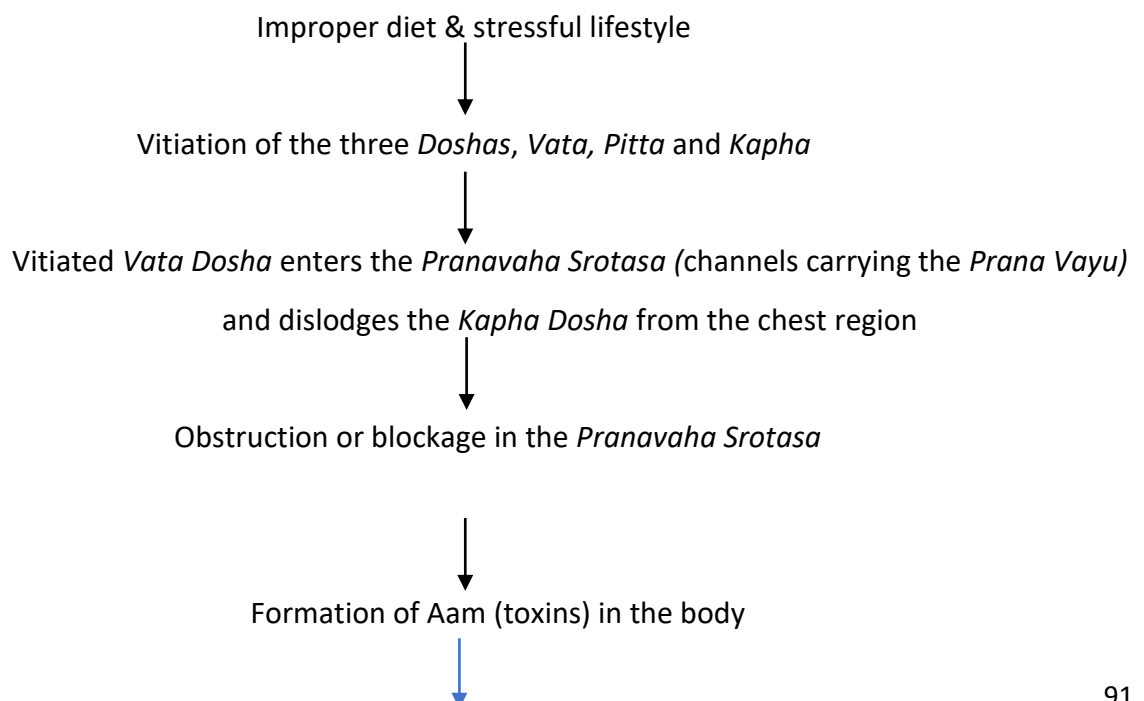 Improper diet & stressful lifestyle
Vitiation of the three Doshas, Vata, Pitta and Kapha
Vitiated Vata Dosha enters the Pranavaha Srotasa (channels carrying the Prana Vayu)
and dislodges the Kapha Dosha from the chest region
Obstruction or blockage in the Pranavaha Srotasa
Formation of Aam (toxins) in the body
91